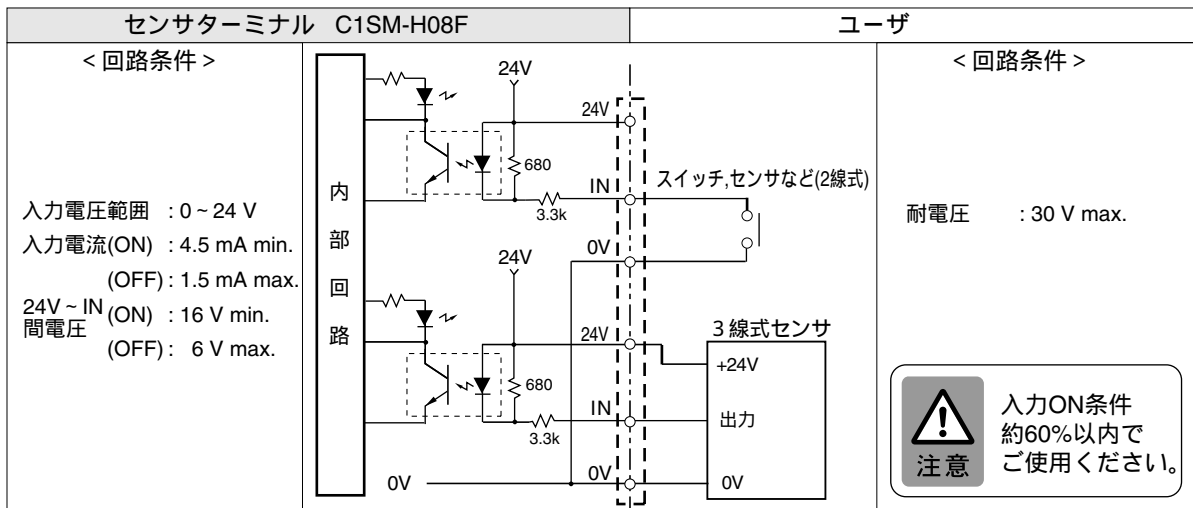 センサターミナル C1SM-H08F
ユーザ
<回路条件>
入力電圧範囲 : 0~24 V
入力電流(ON) : 4.5 mA min.
(OFF) : 1.5 mA max.
24V~IN間電圧 (ON) : 16 V min.
(OFF) : 6 V max.
内部回路
24V
24V
680
IN
3.3k
スイッチ,センサなど(2線式)
0V
24V
24V
680
IN
3.3k
0V
0V
3線式センサ
+24V
出力
0V
<回路条件>
耐電圧 : 30 V max.
注意
入力ON条件
約60%以内で
ご使用ください。